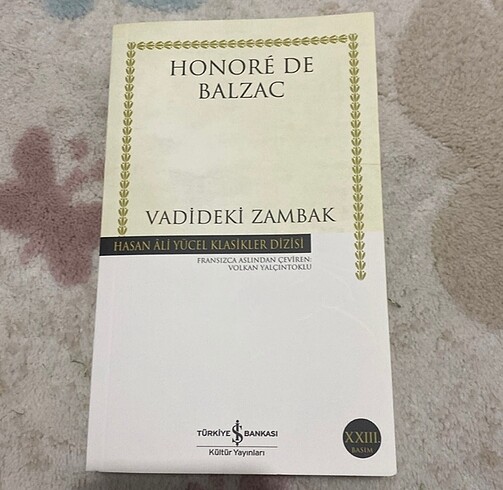 HONORÉ DE
BALZAC
VADİDEKİ ZAMBAK
HASAN ÂLİ YÜCEL KLASİKLER DİZİSİ
FRANSIZCA ASLINDAN ÇEVİREN:
VOLKAN YALÇINTOKLU
TÜRKİYE İŞ BANKASI
Kültür Yayınları
XXIII.
BASIM